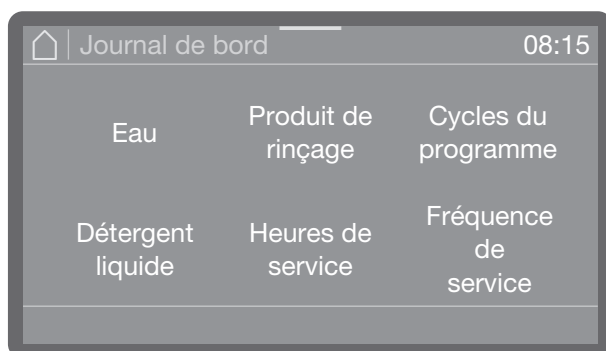 Journal de bord 08:15
Eau
Produit de
rinçage
Cycles du
programme
Détergent
liquide
Heures de
service
Fréquence
de
service